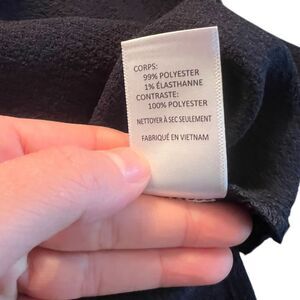 CORPS:
99% POLYESTER
1% ÉLASTHANNE
CONTRASTE:
100% POLYESTER
NETTOYER À SEC SEULEMENT
FABRIQUÉ EN VIETNAM